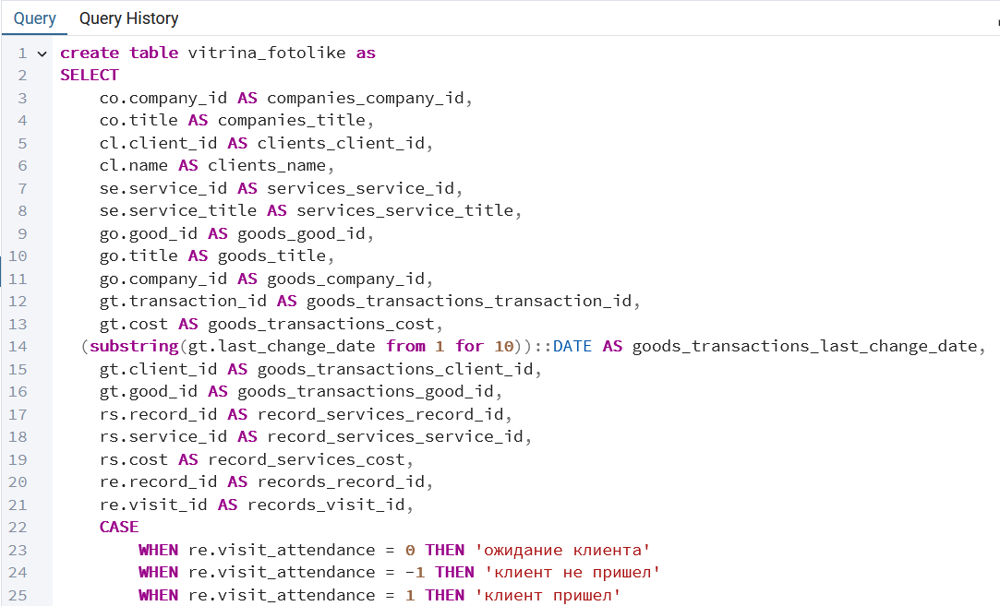 Query Query History
1 create table vitrina_fotolike as
2 SELECT
3 co.company_id AS companies_company_id,
4 co.title AS companies_title,
5 cl.client_id AS clients_client_id,
6 cl.name AS clients_name,
7 se.service_id AS services_service_id,
8 se.service_title AS services_service_title,
9 go.good_id AS goods_good_id,
10 go.title AS goods_title,
11 go.company_id AS goods_company_id,
12 gt.transaction_id AS goods_transactions_transaction_id,
13 gt.cost AS goods_transactions_cost,
14 (substring(gt.last_change_date from 1 for 10))::DATE AS goods_transactions_last_change_date,
15 gt.client_id AS goods_transactions_client_id,
16 gt.good_id AS goods_transactions_good_id,
17 rs.record_id AS record_services_record_id,
18 rs.service_id AS record_services_service_id,
19 rs.cost AS record_services_cost,
20 re.record_id AS records_record_id,
21 re.visit_id AS records_visit_id,
22 CASE
23 WHEN re.visit_attendance = 0 THEN 'ожидание клиента'
24 WHEN re.visit_attendance = -1 THEN 'клиент не пришел'
25 WHEN re.visit_attendance = 1 THEN 'клиент пришел'